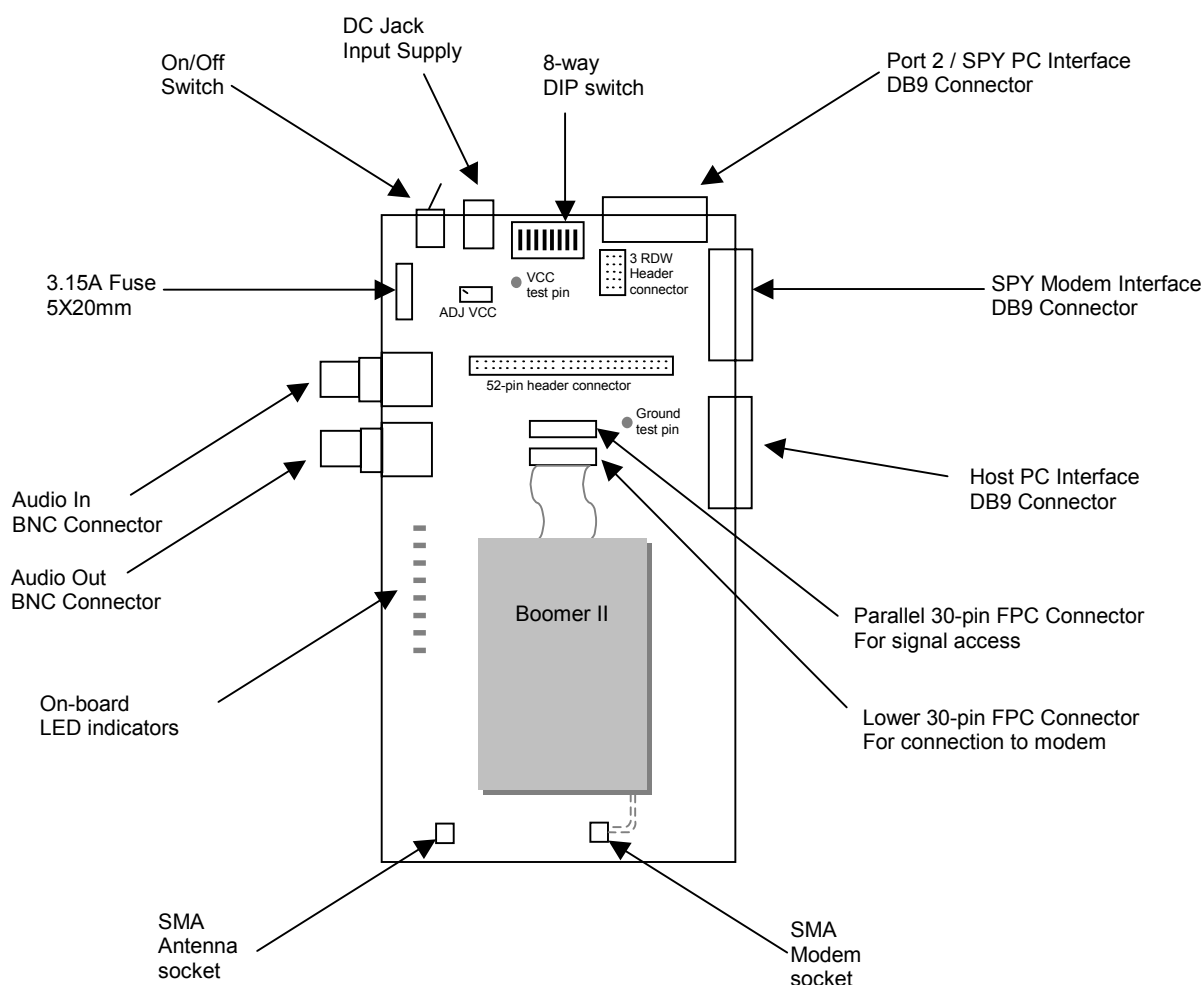 DC Jack
Input Supply
On/Off
Switch
8-way
DIP switch
Port 2 / SPY PC Interface
DB9 Connector
3.15A Fuse
5X20mm
ADJ VCC
VCC
test pin
3 RDW
Header
connector
SPY Modem Interface
DB9 Connector
52-pin header connector
Ground
test pin
Audio In
BNC Connector
Host PC Interface
DB9 Connector
Audio Out
BNC Connector
Boomer II
Parallel 30-pin FPC Connector
For signal access
On-board
LED indicators
Lower 30-pin FPC Connector
For connection to modem
SMA
Antenna
socket
SMA
Modem
socket